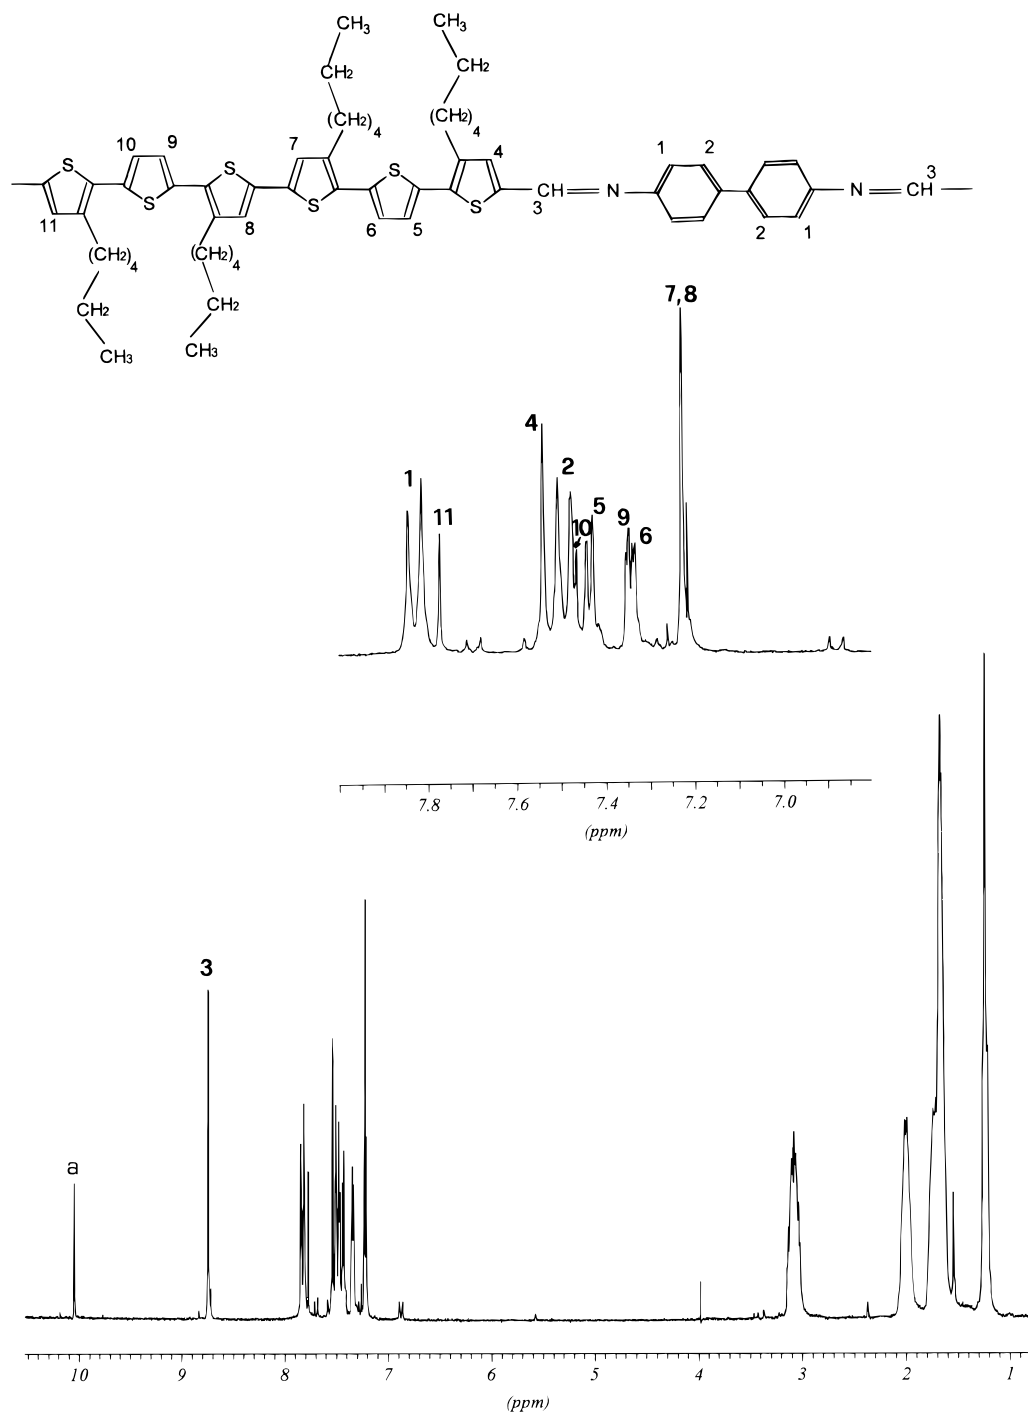 CH3 CH3
CH2 CH2
(CH2)4 (CH2)4
10 9 7 4 1 2 3
S S S S S S CH N N CH
11 8 6 5 3 2 1
(CH2)4 (CH2)4
CH2 CH2
CH3 CH3
7,8
4
1 2
11 10 5 9 6
7.8 7.6 7.4 7.2 7.0
(ppm)
3
a
10 9 8 7 6 5 4 3 2 1
(ppm)